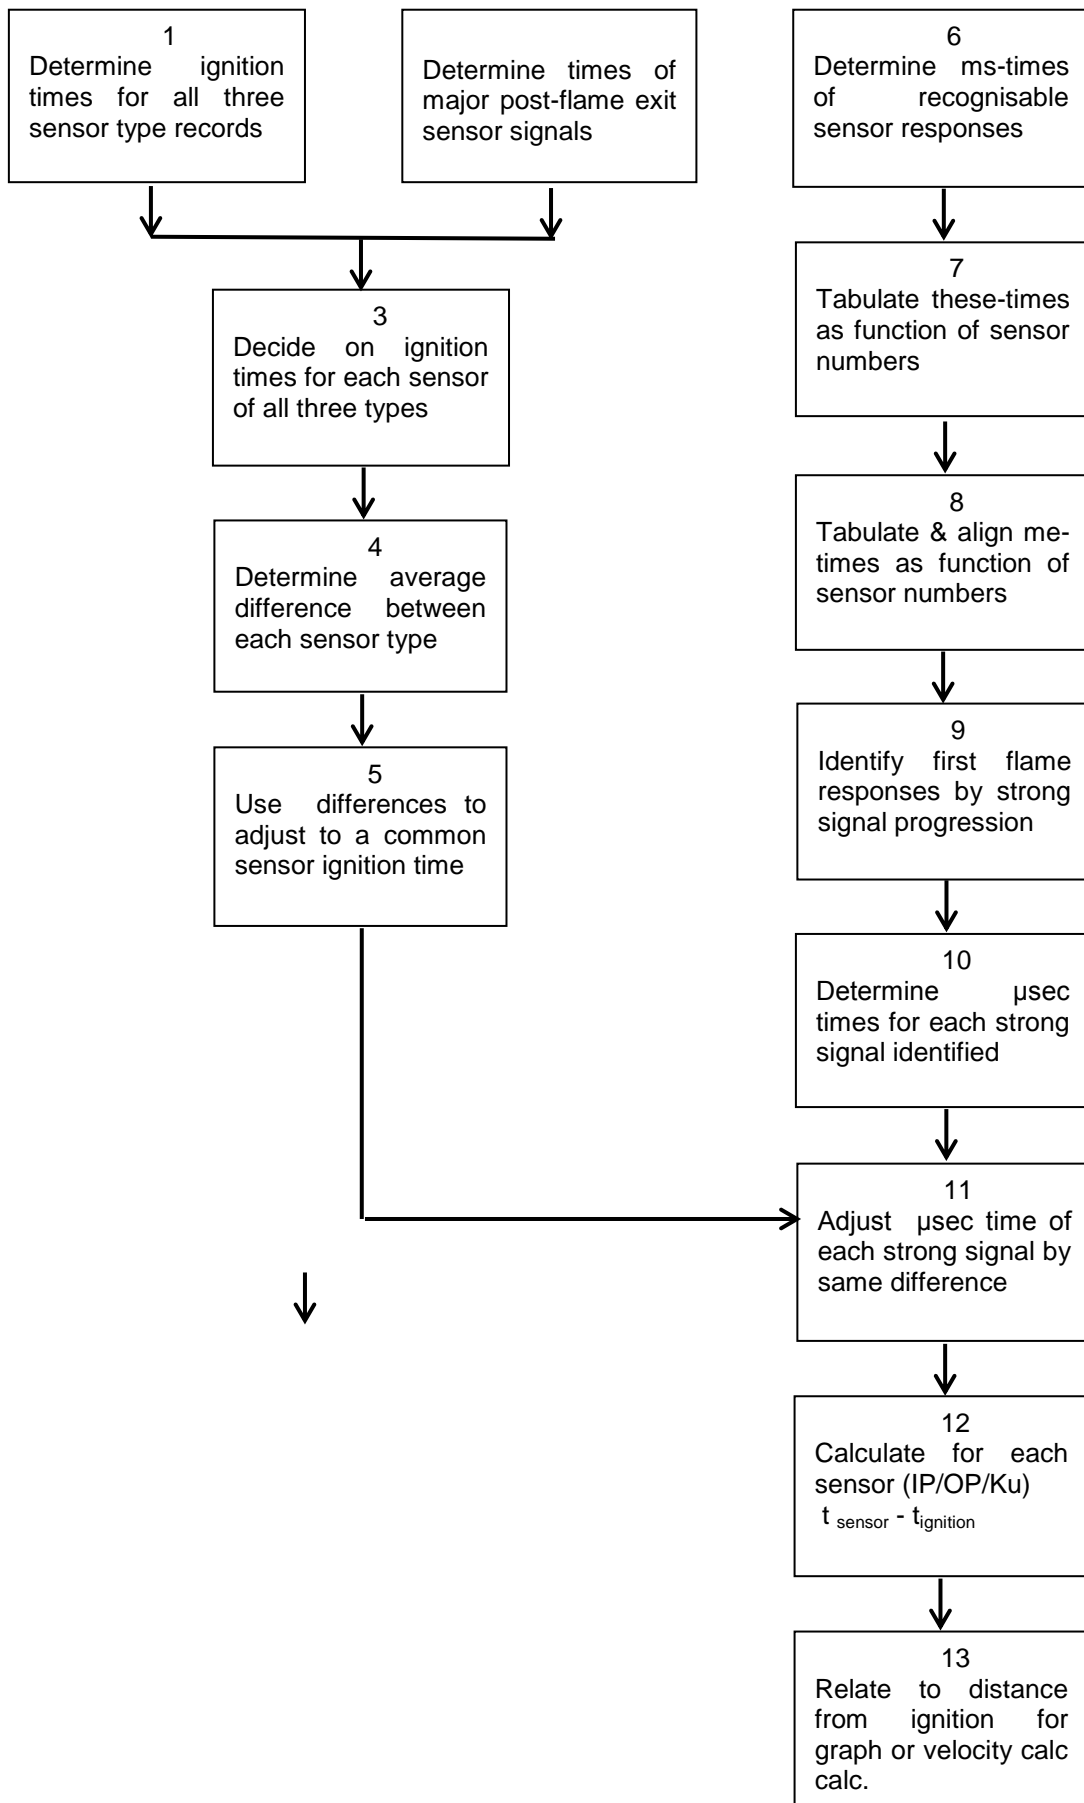 1
Determine ignition
times for all three
sensor type records
Determine times of
major post-flame exit
sensor signals
3
Decide on ignition
times for each sensor
of all three types
4
Determine average
difference between
each sensor type
5
Use differences to
adjust to a common
sensor ignition time
6
Determine ms-times
of recognisable
sensor responses
7
Tabulate these-times
as function of sensor
numbers
8
Tabulate & align me-
times as function of
sensor numbers
9
Identify first flame
responses by strong
signal progression
10
Determine µsec
times for each strong
signal identified
11
Adjust µsec time of
each strong signal by
same difference
12
Calculate for each
sensor (IP/OP/Ku)
t sensor - tignition
13
Relate to distance
from ignition for
graph or velocity calc
calc.